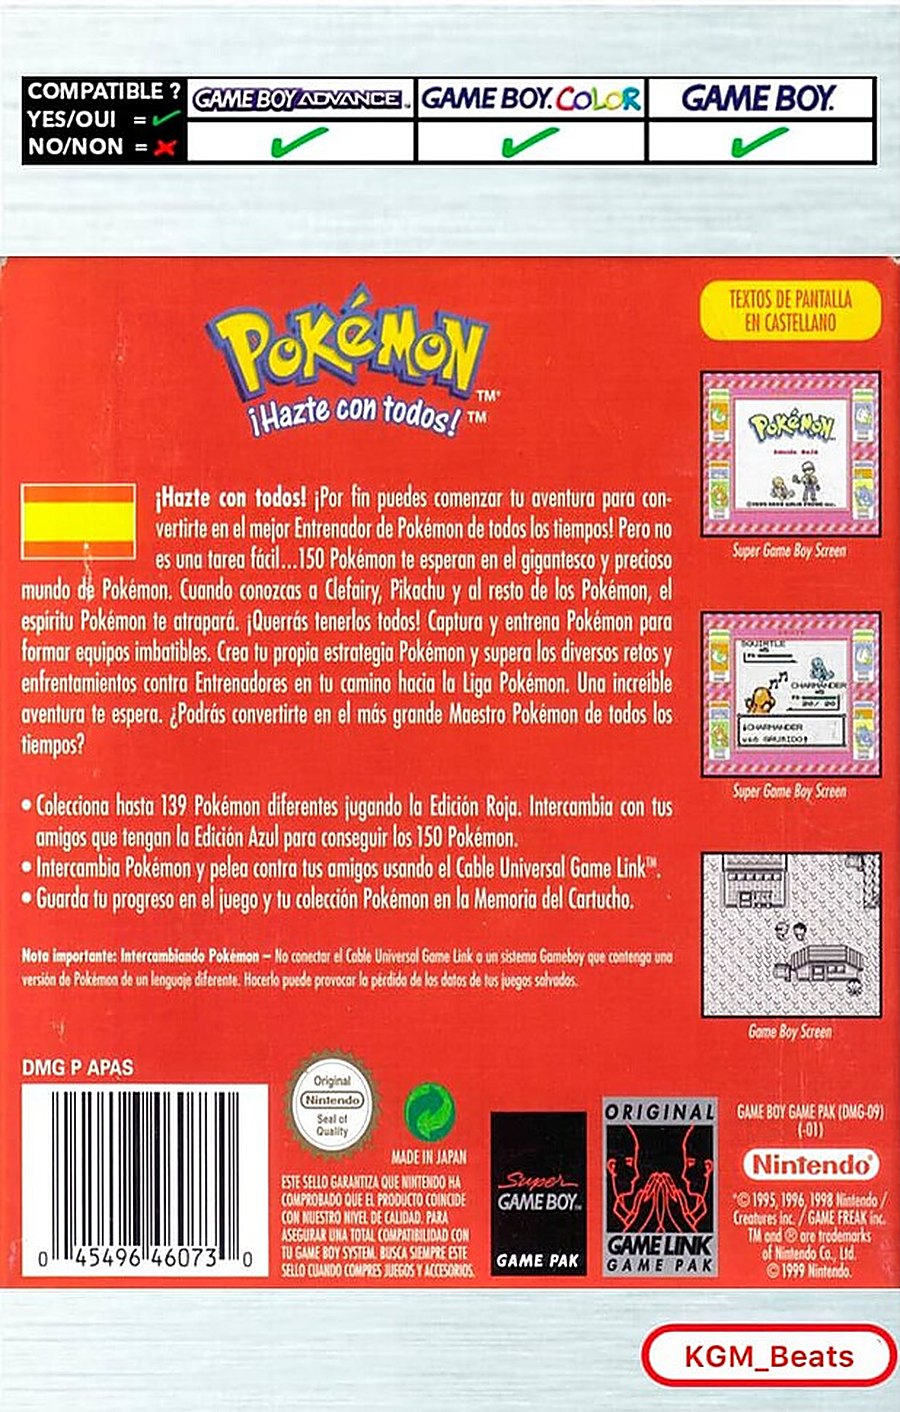 COMPATIBLE ?
YES/OUI =
NO/NON =
GAME BOY ADVANCE
GAME BOY COLOR
GAME BOY
POKéMON
TM
¡Hazte con todos! TM
TEXTOS DE PANTALLA
EN CASTELLANO
¡Hazte con todos! ¡Por fin puedes comenzar tu aventura para con-
vertirte en el mejor Entrenador de Pokémon de todos los tiempos! Pero no
es una tarea fácil...150 Pokémon te esperan en el gigantesco y precioso
mundo de Pokémon. Cuando conozcas a Clefairy, Pikachu y al resto de los Pokémon, el
espíritu Pokémon te atrapará. ¡Querrás tenerlos todos! Captura y entrena Pokémon para
formar equipos imbatibles. Crea tu propia estrategia Pokémon y supera los diversos retos y
enfrentamientos contra Entrenadores en tu camino hacia la Liga Pokémon. Una increíble
aventura te espera. ¿Podrás convertirte en el más grande Maestro Pokémon de todos los
tiempos?
• Colecciona hasta 139 Pokémon diferentes jugando la Edición Roja. Intercambia con tus
amigos que tengan la Edición Azul para conseguir los 150 Pokémon.
• Intercambia Pokémon y pelea contra tus amigos usando el Cable Universal Game Link™.
• Guarda tu progreso en el juego y tu colección Pokémon en la Memoria del Cartucho.
Nota importante: Intercambiando Pokémon – No conectar el Cable Universal Game Link a un sistema Gameboy que contenga una
versión de Pokémon de un lenguaje diferente. Hacerlo puede provocar la pérdida de los datos de tus juegos salvados.
POKéMON
Edición Roja
Super Game Boy Screen
SQUIRTLE
CHARMANDER
20/ 20
¡CHARMANDER
usó GRUÑIDO!
Super Game Boy Screen
Game Boy Screen
DMG P APAS
0 45496 46073 0
Original
Nintendo
Seal of
Quality
MADE IN JAPAN
ESTE SELLO GARANTIZA QUE NINTENDO HA
COMPROBADO QUE EL PRODUCTO COINCIDE
CON NUESTRO NIVEL DE CALIDAD. PARA
ASEGURAR UNA TOTAL COMPATIBILIDAD CON
TU GAME BOY SYSTEM. BUSCA SIEMPRE ESTE
SELLO CUANDO COMPRES JUEGOS Y ACCESORIOS.
Super
GAME BOY
GAME PAK
ORIGINAL
GAME LINK
GAME PAK
GAME BOY GAME PAK (DMG-09)
(-01)
Nintendo®
©1995, 1996, 1998 Nintendo /
Creatures inc. / GAME FREAK inc.
TM and ® are trademarks
of Nintendo Co., Ltd.
© 1999 Nintendo.
KGM_Beats